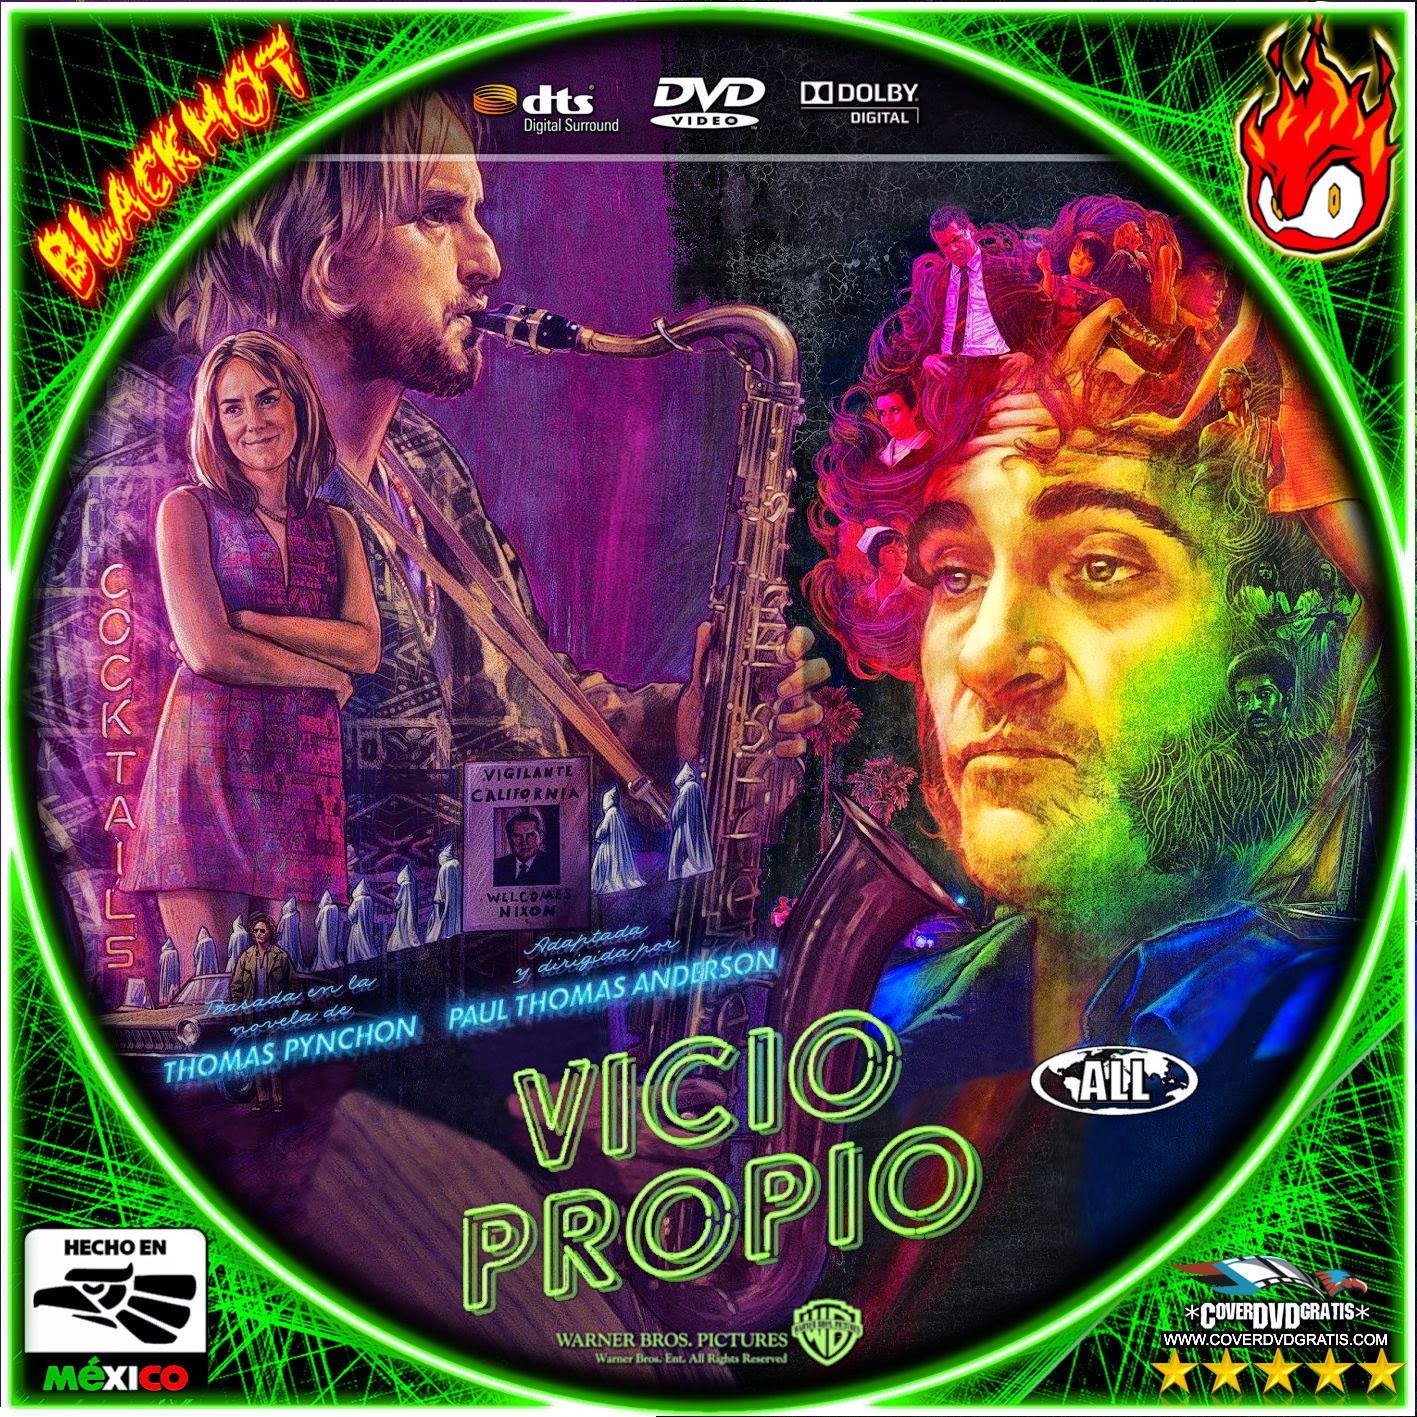 BLACKHOT
dts
Digital Surround
DVD
VIDEO
DOLBY
DIGITAL
COCKTAILS
VIGILANTE
CALIFORNIA
WELCOMES
NIXON
Basada en la
novela de
THOMAS PYNCHON
Adaptada
y dirigida por
PAUL THOMAS ANDERSON
VICIO
PROPIO
ALL
WARNER BROS. PICTURES
Warner Bros. Ent. All Rights Reserved
HECHO EN
MéXICO
*COVERDVDGRATIS*
WWW.COVERDVDGRATIS.COM